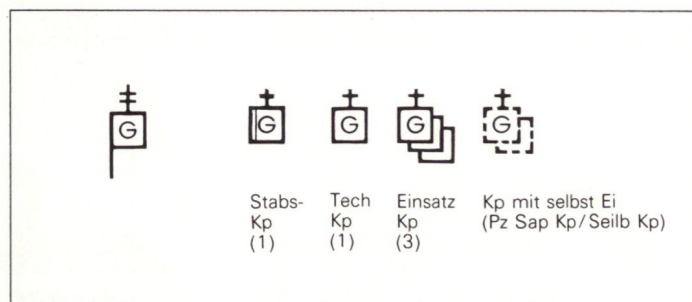 G G G G G
Stabs- Tech Einsatz Kp mit selbst Ei
Kp Kp Kp (Pz Sap Kp/Seilb Kp)
(1) (1) (3)